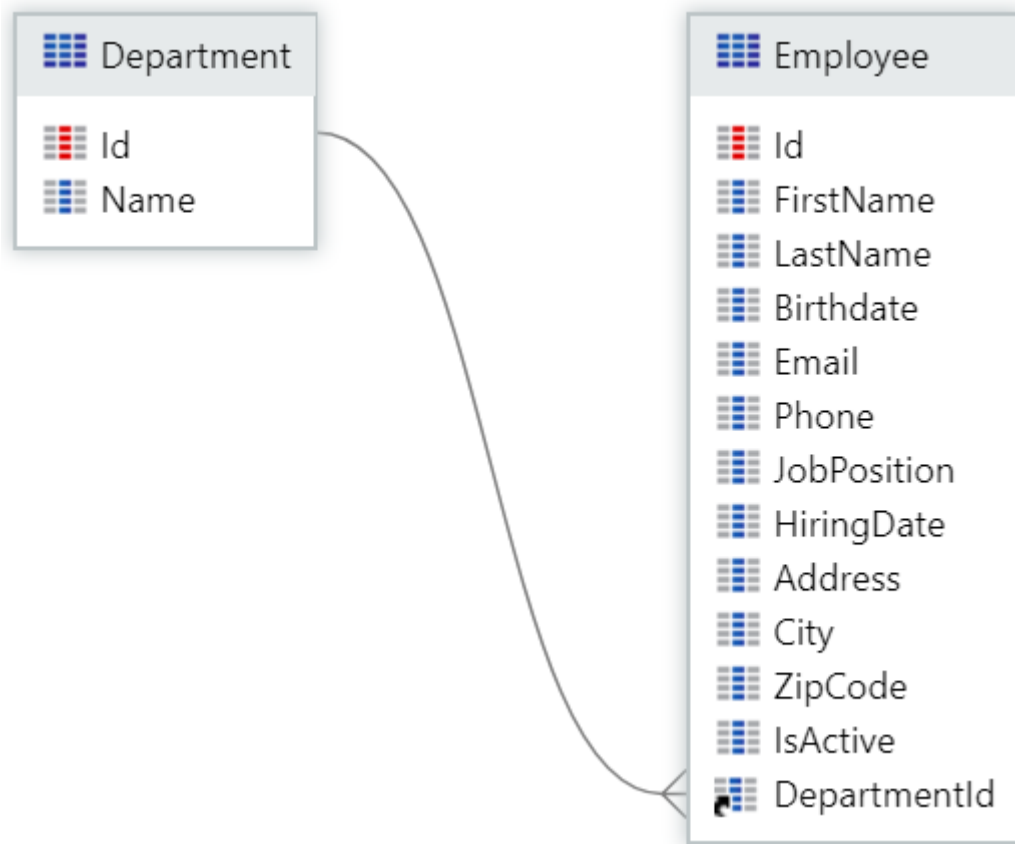 Department
Id
Name
Employee
Id
FirstName
LastName
Birthdate
Email
Phone
JobPosition
HiringDate
Address
City
ZipCode
IsActive
DepartmentId